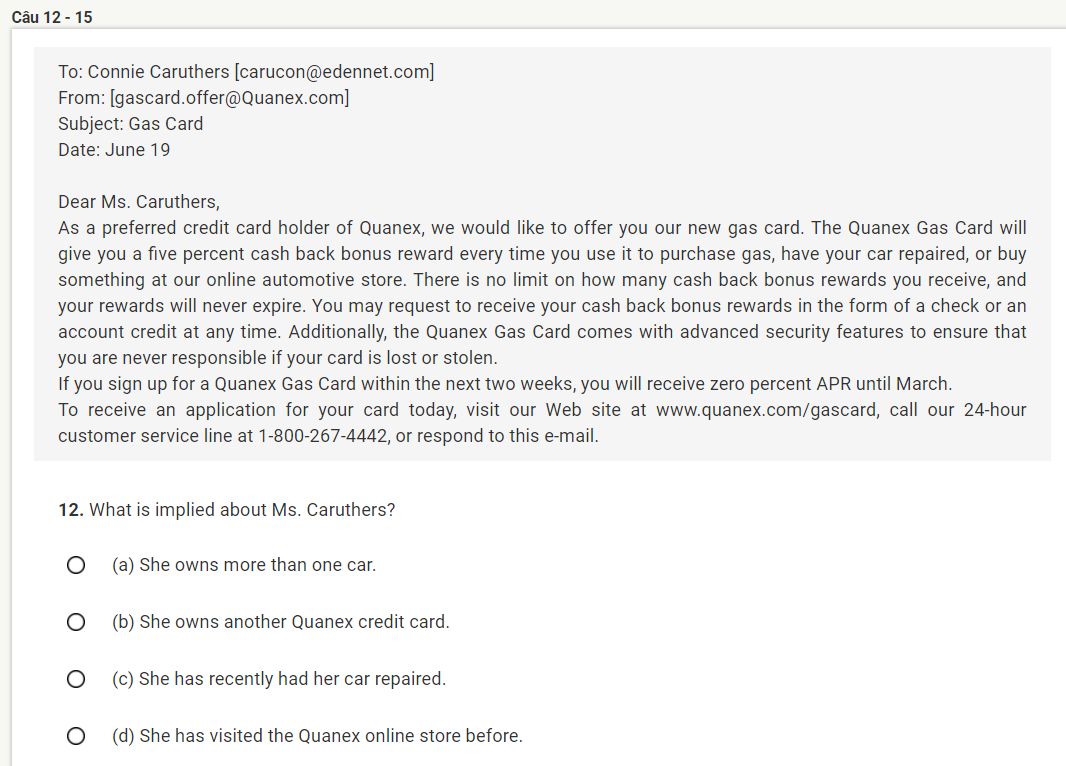 Câu 12 - 15
To: Connie Caruthers [carucon@edennet.com]
From: [gascard.offer@Quanex.com]
Subject: Gas Card
Date: June 19
Dear Ms. Caruthers,
As a preferred credit card holder of Quanex, we would like to offer you our new gas card. The Quanex Gas Card will
give you a five percent cash back bonus reward every time you use it to purchase gas, have your car repaired, or buy
something at our online automotive store. There is no limit on how many cash back bonus rewards you receive, and
your rewards will never expire. You may request to receive your cash back bonus rewards in the form of a check or an
account credit at any time. Additionally, the Quanex Gas Card comes with advanced security features to ensure that
you are never responsible if your card is lost or stolen.
If you sign up for a Quanex Gas Card within the next two weeks, you will receive zero percent APR until March.
To receive an application for your card today, visit our Web site at www.quanex.com/gascard, call our 24-hour
customer service line at 1-800-267-4442, or respond to this e-mail.
12. What is implied about Ms. Caruthers?
(a) She owns more than one car.
(b) She owns another Quanex credit card.
(c) She has recently had her car repaired.
(d) She has visited the Quanex online store before.